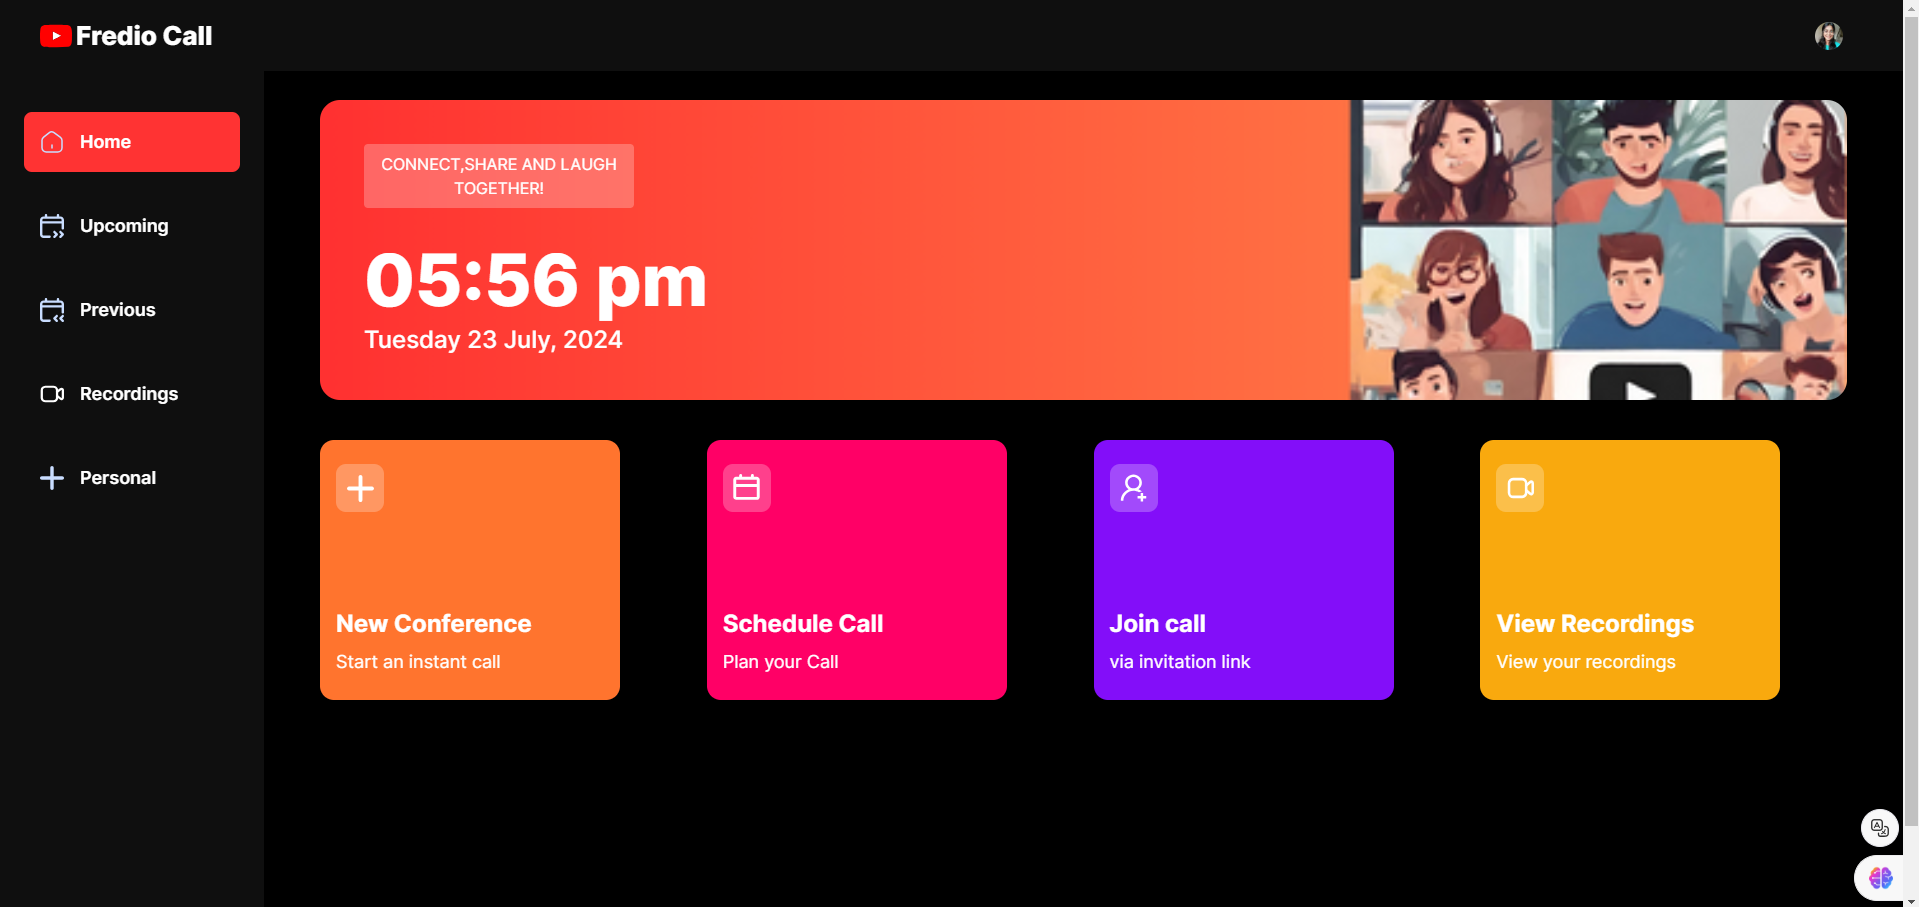 Fredio Call
Home
Upcoming
Previous
Recordings
Personal
CONNECT,SHARE AND LAUGH
TOGETHER!
05:56 pm
Tuesday 23 July, 2024
New Conference
Start an instant call
Schedule Call
Plan your Call
Join call
via invitation link
View Recordings
View your recordings